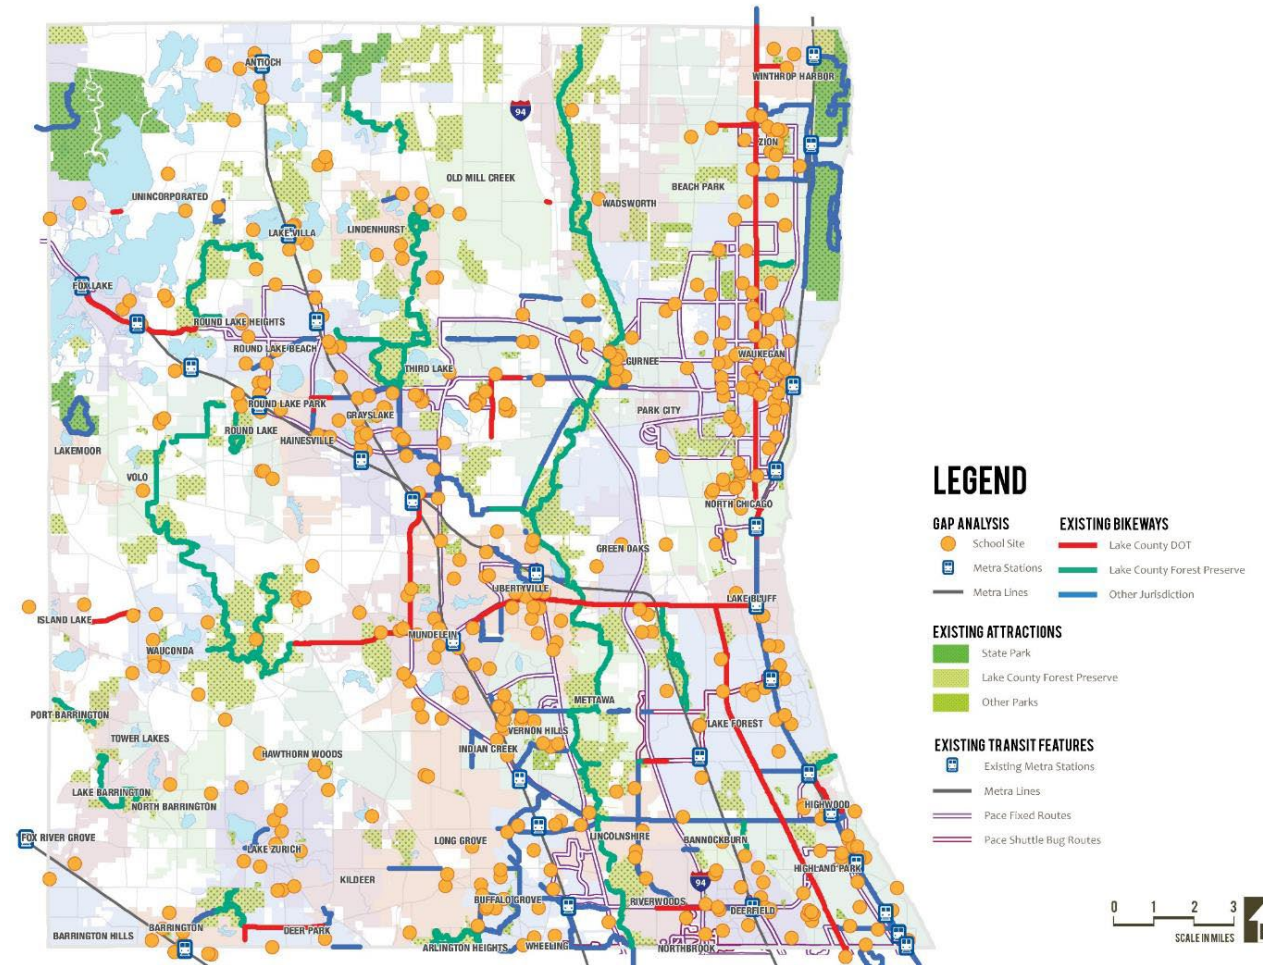 ANTIOCH
WINTHROP HARBOR
94
ZION
OLD MILL CREEK
BEACH PARK
UNINCORPORATED
WADSWORTH
LAKE VILLA
LINDENHURST
FOX LAKE
ROUND LAKE HEIGHTS
ROUND LAKE BEACH
THIRD LAKE
GURNEE
WAUKEGAN
ROUND LAKE PARK
GRAYSLAKE
PARK CITY
ROUND LAKE
HAINESVILLE
LAKEMOOR
VOLO
NORTH CHICAGO
GREEN OAKS
LIBERTYVILLE
LAKE BLUFF
ISLAND LAKE
MUNDELEIN
WAUCONDA
METTAWA
PORT BARRINGTON
LAKE FOREST
VERNON HILLS
TOWER LAKES
INDIAN CREEK
HAWTHORN WOODS
LAKE BARRINGTON
NORTH BARRINGTON
HIGHWOOD
FOX RIVER GROVE
LONG GROVE
LINCOLNSHIRE
BANNOCKBURN
LAKE ZURICH
HIGHLAND PARK
KILDEER
94
BUFFALO GROVE
RIVERWOODS
DEERFIELD
BARRINGTON
DEER PARK
BARRINGTON HILLS
ARLINGTON HEIGHTS
WHEELING
NORTHBROOK
LEGEND
GAP ANALYSIS
School Site
Metra Stations
Metra Lines
EXISTING BIKEWAYS
Lake County DOT
Lake County Forest Preserve
Other Jurisdiction
EXISTING ATTRACTIONS
State Park
Lake County Forest Preserve
Other Parks
EXISTING TRANSIT FEATURES
Existing Metra Stations
Metra Lines
Pace Fixed Routes
Pace Shuttle Bug Routes
0 1 2 3
SCALE IN MILES